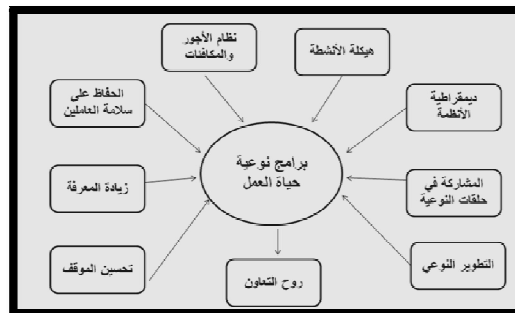 هيكلة الأنشطة
نظام الأجور
والمكافئات
ديمقراطية
الأنظمة
الحفاظ على
سلامة العاملين
برامج نوعية
حياة العمل
المشاركة في
حلقات النوعية
زيادة المعرفة
التطوير النوعي
تحسين الموقف
روح التعاون